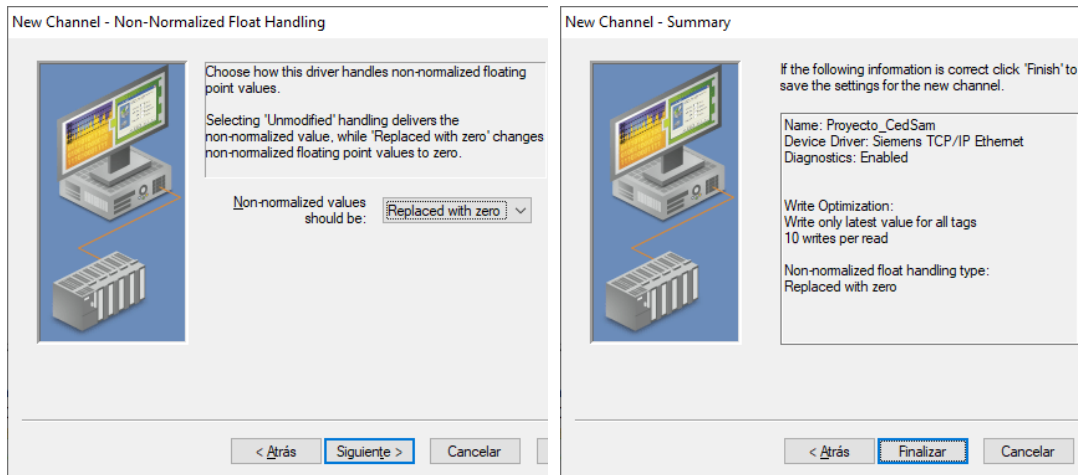 New Channel - Non-Normalized Float Handling
Choose how this driver handles non-normalized floating
point values.
Selecting 'Unmodified' handling delivers the
non-normalized value, while 'Replaced with zero' changes
non-normalized floating point values to zero.
Non-normalized values
should be:
Replaced with zero
< Atrás
Siguiente >
Cancelar
New Channel - Summary
If the following information is correct click 'Finish' to
save the settings for the new channel.
Name: Proyecto_CedSam
Device Driver: Siemens TCP/IP Ethernet
Diagnostics: Enabled
Write Optimization:
Write only latest value for all tags
10 writes per read
Non-normalized float handling type:
Replaced with zero
< Atrás
Finalizar
Cancelar